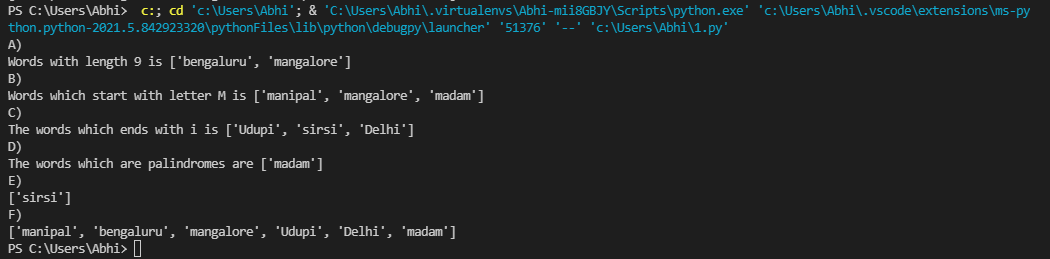 PS C:\Users\Abhi>  c:; cd 'c:\Users\Abhi'; & 'C:\Users\Abhi\.virtualenvs\Abhi-mii8GBJY\Scripts\python.exe' 'c:\Users\Abhi\.vscode\extensions\ms-py
thon.python-2021.5.842923320\pythonFiles\lib\python\debugpy\launcher' '51376' '--' 'c:\Users\Abhi\1.py'
A)
Words with length 9 is ['bengaluru', 'mangalore']
B)
Words which start with letter M is ['manipal', 'mangalore', 'madam']
C)
The words which ends with i is ['Udupi', 'sirsi', 'Delhi']
D)
The words which are palindromes are ['madam']
E)
['sirsi']
F)
['manipal', 'bengaluru', 'mangalore', 'Udupi', 'Delhi', 'madam']
PS C:\Users\Abhi>